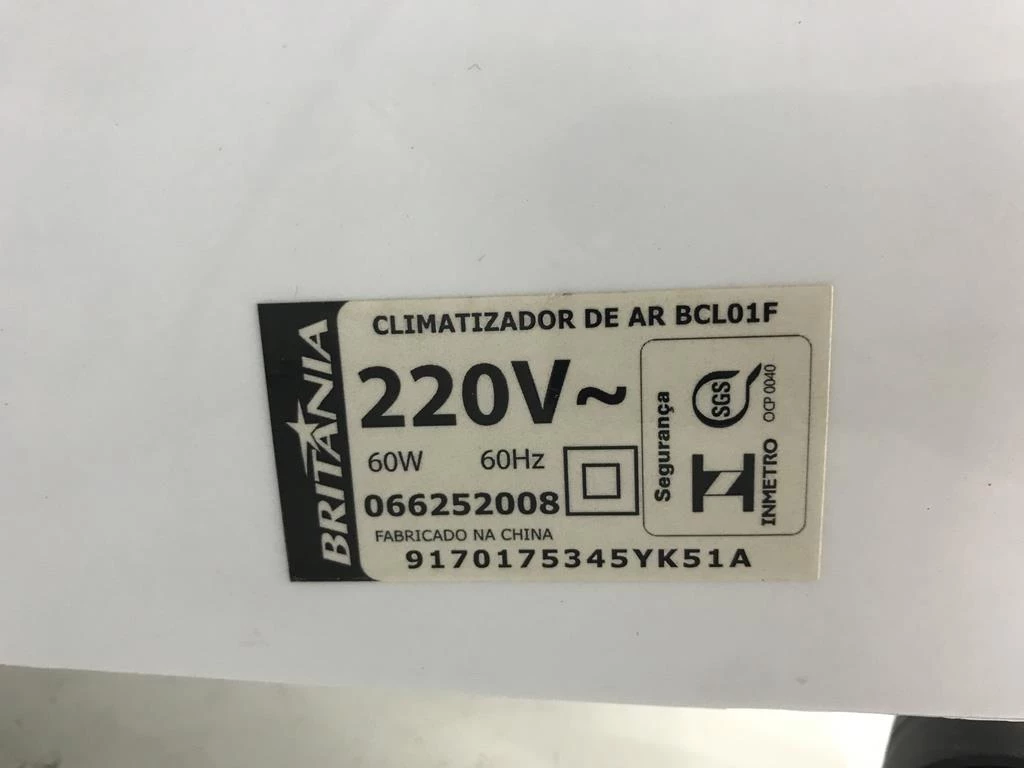 BRITANIA
CLIMATIZADOR DE AR BCL01F
220V~
60W 60Hz
066252008
FABRICADO NA CHINA
9170175345YK51A
Segurança
SGS
OCP 0040
INMETRO